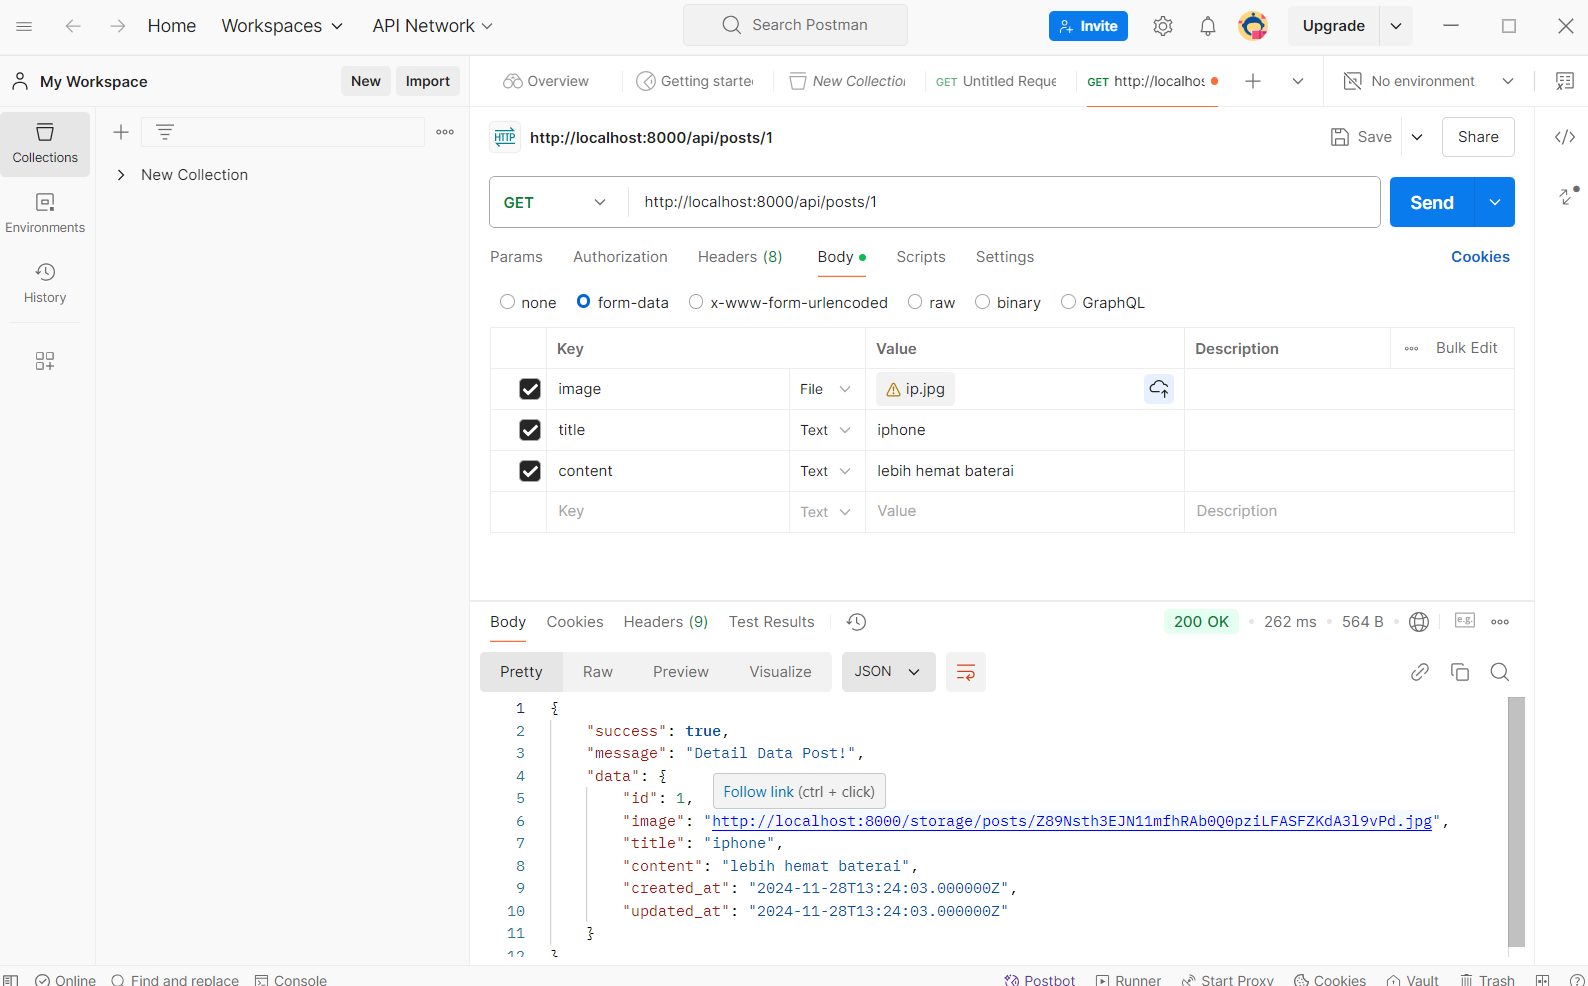 Home Workspaces API Network Search Postman Invite Upgrade
My Workspace New Import Overview Getting starte New Collectio GET Untitled Reque GET http://localhos No environment
Collections
Environments
History
New Collection
HTTP http://localhost:8000/api/posts/1 Save Share
GET http://localhost:8000/api/posts/1 Send
Params Authorization Headers (8) Body Scripts Settings Cookies
none form-data x-www-form-urlencoded raw binary GraphQL
Key Value Description Bulk Edit
image File ip.jpg
title Text iphone
content Text lebih hemat baterai
Key Text Value Description
Body Cookies Headers (9) Test Results 200 OK 262 ms 564 B e.g.
Pretty Raw Preview Visualize JSON
1 {
2 "success": true,
3 "message": "Detail Data Post!",
4 "data": {
Follow link (ctrl + click)
5 "id": 1,
6 "image": "http://localhost:8000/storage/posts/Z89Nsth3EJN11mfhRAb0Q0pziLFASFZKdA3l9vPd.jpg",
7 "title": "iphone",
8 "content": "lebih hemat baterai",
9 "created_at": "2024-11-28T13:24:03.000000Z",
10 "updated_at": "2024-11-28T13:24:03.000000Z"
11 }
12 }
Online Find and replace Console Postbot Runner Start Proxy Cookies Vault Trash